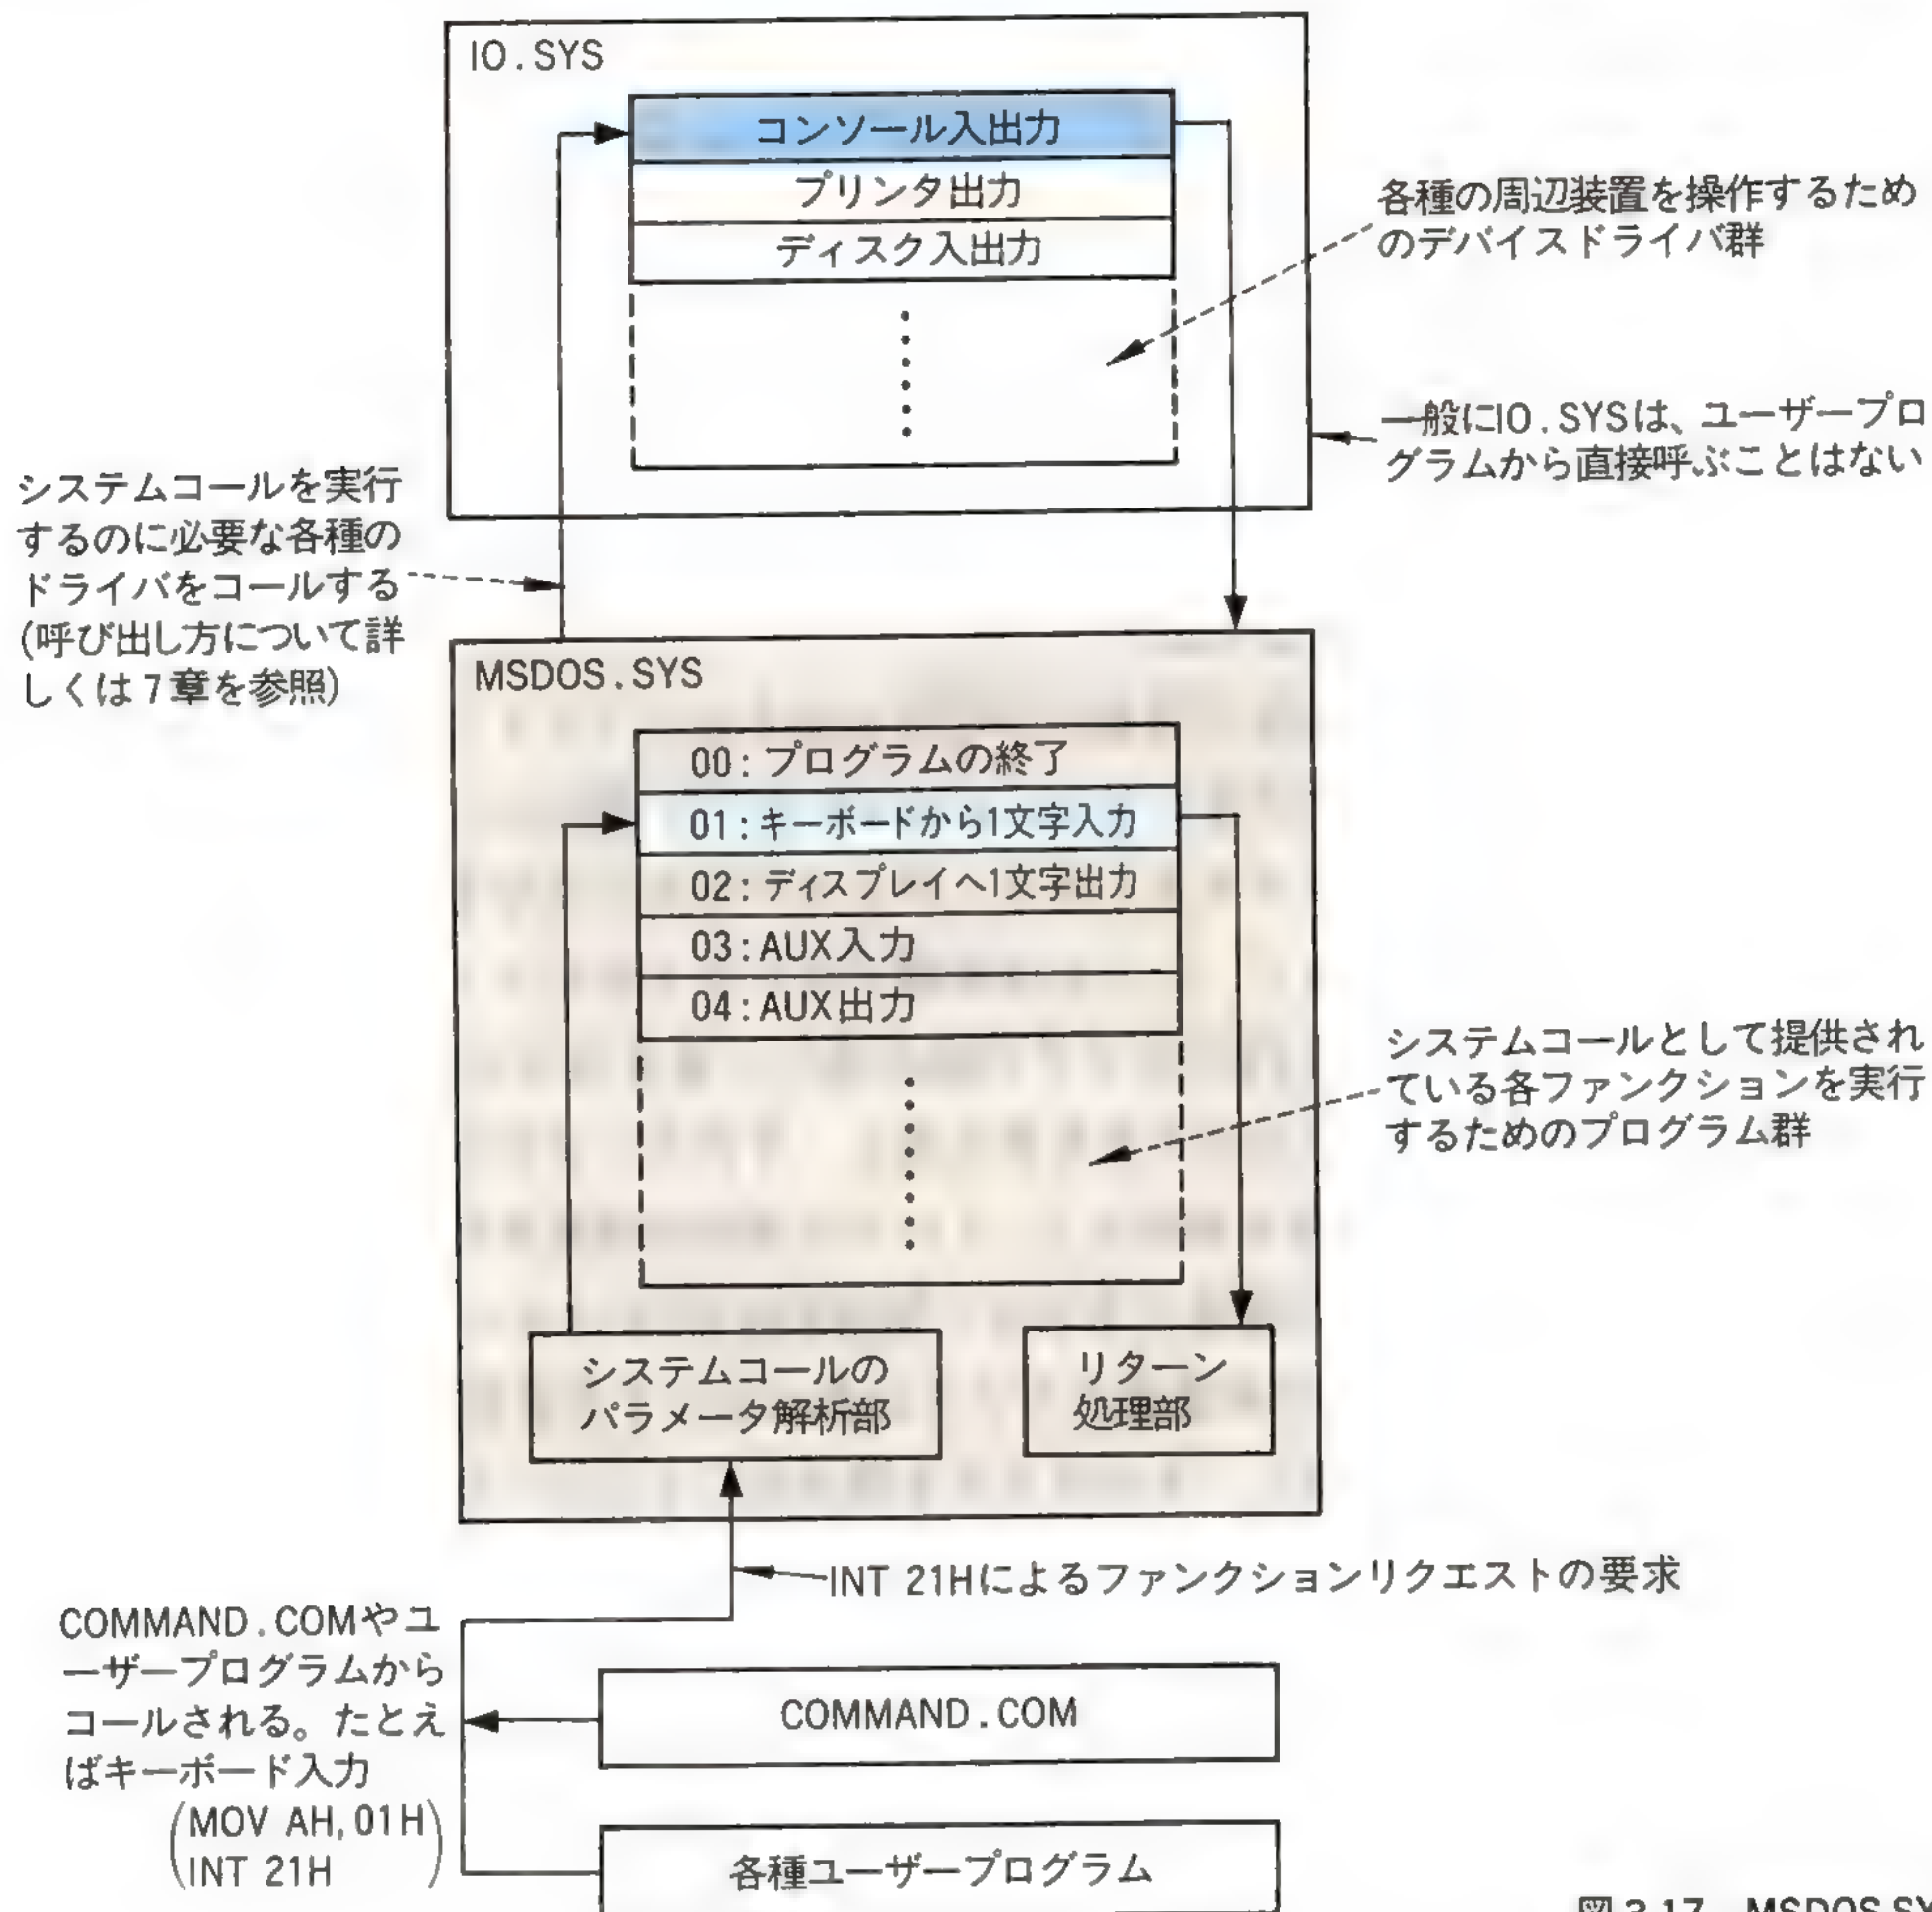 IO.SYS
コンソール入出力
プリンタ出力
ディスク入出力
各種の周辺装置を操作するため
のデバイスドライバ群
一般にIO.SYSは、ユーザープロ
グラムから直接呼ぶことはない
システムコールを実行
するのに必要な各種の
ドライバをコールする
(呼び出し方について詳
しくは7章を参照)
MSDOS.SYS
00:プログラムの終了
01:キーボードから1文字入力
02:ディスプレイへ1文字出力
03:AUX入力
04:AUX出力
システムコールとして提供され
ている各ファンクションを実行
するためのプログラム群
システムコールの
パラメータ解析部
リターン
処理部
INT 21Hによるファンクションリクエストの要求
COMMAND.COMやユ
ーザープログラムから
コールされる。たとえ
ばキーボード入力
(MOV AH,01H
INT 21H)
COMMAND.COM
各種ユーザープログラム
図3.17 MSDOS.SY